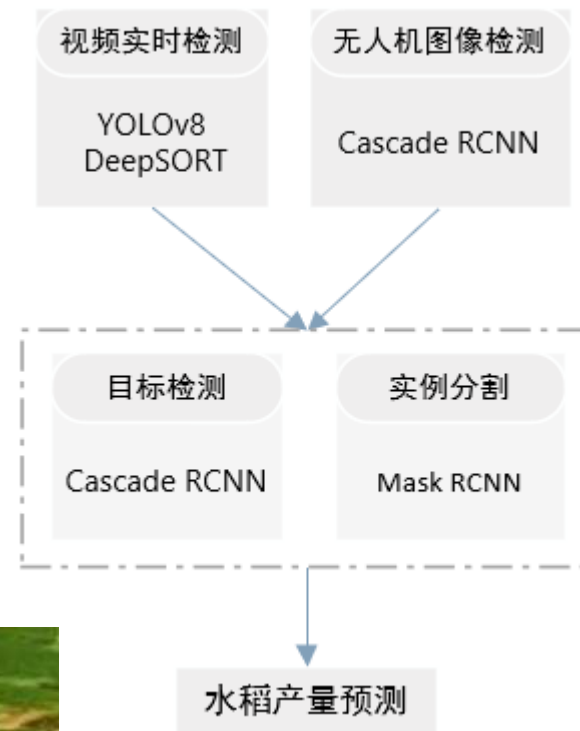 视频实时检测
无人机图像检测
YOLOv8
DeepSORT
Cascade RCNN
目标检测
实例分割
Cascade RCNN
Mask RCNN
水稻产量预测